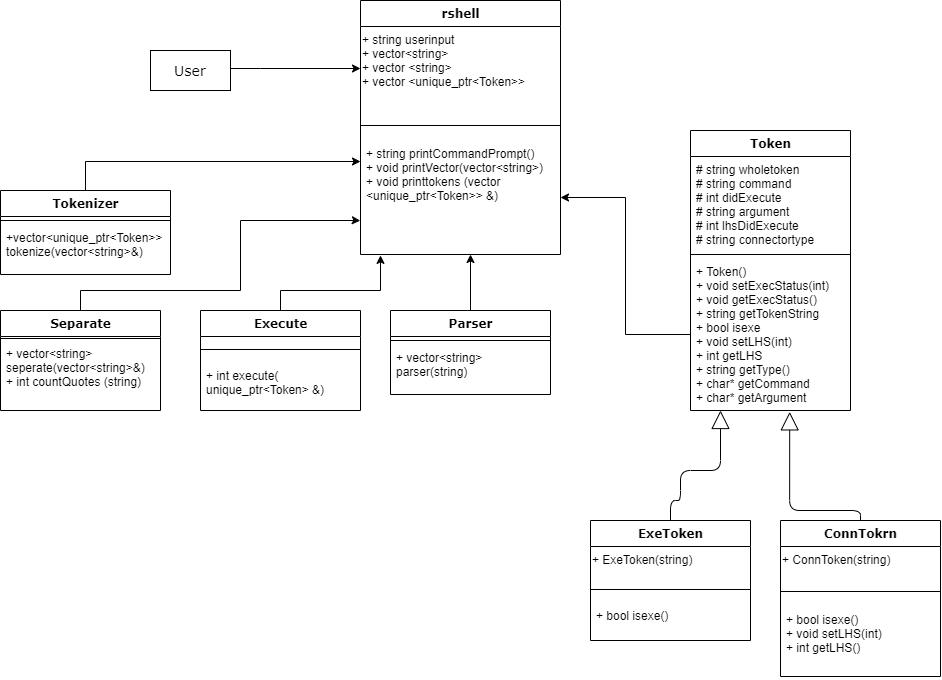 rshell
+ string userinput
+ vector<string>
+ vector <string>
+ vector <unique_ptr<Token>>
+ string printCommandPrompt()
+ void printVector(vector<string>)
+ void printtokens (vector
<unique_ptr<Token>> &)
User
Tokenizer
+vector<unique_ptr<Token>>
tokenize(vector<string>&)
Separate
+ vector<string>
seperate(vector<string>&)
+ int countQuotes (string)
Execute
+ int execute(
unique_ptr<Token> &)
Parser
+ vector<string>
parser(string)
Token
# string wholetoken
# string command
# int didExecute
# string argument
# int lhsDidExecute
# string connectortype
+ Token()
+ void setExecStatus(int)
+ void getExecStatus()
+ string getTokenString
+ bool isexe
+ void setLHS(int)
+ int getLHS
+ string getType()
+ char* getCommand
+ char* getArgument
ExeToken
+ ExeToken(string)
+ bool isexe()
ConnTokrn
+ ConnToken(string)
+ bool isexe()
+ void setLHS(int)
+ int getLHS()